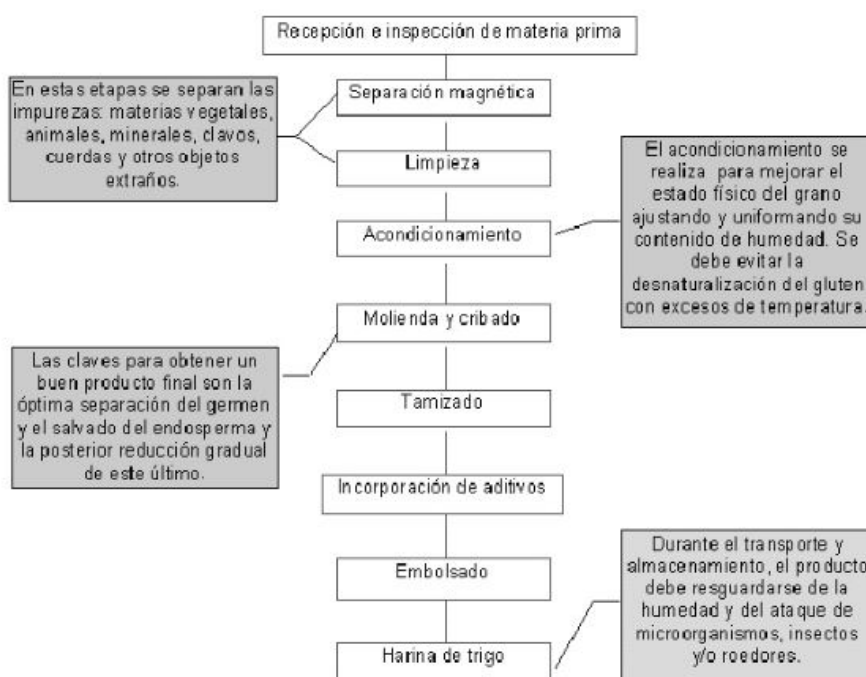 Recepción e inspección de materia prima
En estas etapas se separan las
impurezas: materias vegetales,
animales, minerales, clavos,
cuerdas y otros objetos
extraños.
Separación magnética
Limpieza
El acondicionamiento se
realiza para mejorar el
estado físico del grano
ajustando y uniformando su
contenido de humedad. Se
debe evitar la
desnaturalización del gluten
con excesos de temperatura.
Acondicionamiento
Molienda y cribado
Las claves para obtener un
buen producto final son la
óptima separación del germen
y el salvado del endosperma y
la posterior reducción gradual
de este último.
Tamizado
Incorporación de aditivos
Embolsado
Durante el transporte y
almacenamiento, el producto
debe resguardarse de la
humedad y del ataque de
microorganismos, insectos
y/o roedores.
Harina de trigo